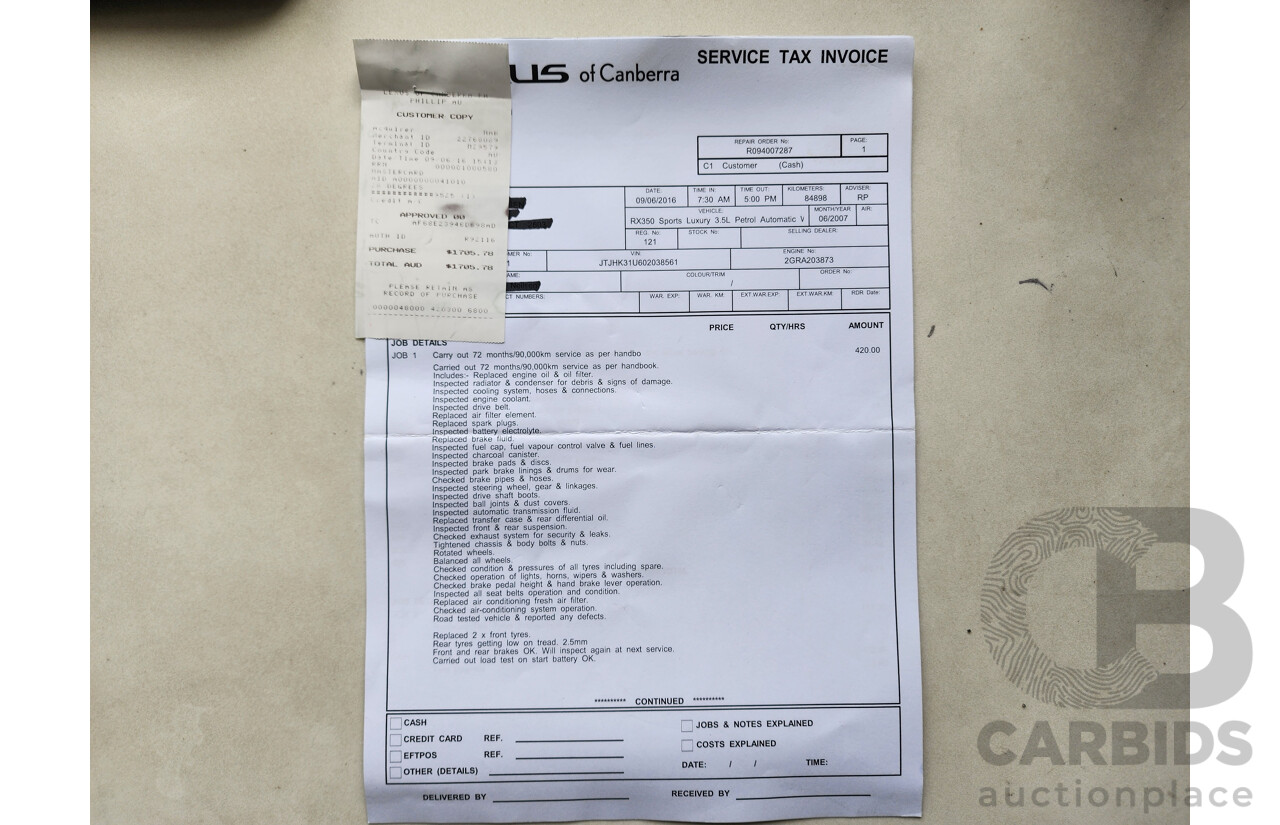 SERVICE TAX INVOICE
US of Canberra
PHILLIP AU
CUSTOMER COPY
Merchant ID
Terminal ID
Country Code AU
MASTERCARD
APPROVED 00
AUTH ID
PURCHASE $1705.78
TOTAL AUD $1705.78
PLEASE RETAIN AS
RECORD OF PURCHASE
REPAIR ORDER No: PAGE:
R094007287 1
C1 Customer (Cash)
DATE: TIME IN: TIME OUT: KILOMETERS: ADVISER:
09/06/2016 7:30 AM 5:00 PM 84898 RP
VEHICLE: MONTH/YEAR AIR:
RX350 Sports Luxury 3.5L Petrol Automatic V 06/2007
REG. No: STOCK No: SELLING DEALER:
121
MER No: VIN: ENGINE No:
JTJHK31U602038561 2GRA203873
AME: COLOUR/TRIM ORDER No:
/
CT NUMBERS: WAR. EXP: WAR. KM: EXT.WAR.EXP: EXT.WAR.KM: RDR Date:
PRICE QTY/HRS AMOUNT
JOB DETAILS
JOB 1 Carry out 72 months/90,000km service as per handbo 420.00
Carried out 72 months/90,000km service as per handbook.
Includes:- Replaced engine oil & oil filter.
Inspected radiator & condenser for debris & signs of damage.
Inspected cooling system, hoses & connections.
Inspected engine coolant.
Inspected drive belt.
Replaced air filter element.
Replaced spark plugs.
Inspected battery electrolyte.
Replaced brake fluid.
Inspected fuel cap, fuel vapour control valve & fuel lines.
Inspected charcoal canister.
Inspected brake pads & discs.
Inspected park brake linings & drums for wear.
Checked brake pipes & hoses.
Inspected steering wheel, gear & linkages.
Inspected drive shaft boots.
Inspected ball joints & dust covers.
Inspected automatic transmission fluid.
Replaced transfer case & rear differential oil.
Inspected front & rear suspension.
Checked exhaust system for security & leaks.
Tightened chassis & body bolts & nuts.
Rotated wheels.
Balanced all wheels.
Checked condition & pressures of all tyres including spare.
Checked operation of lights, horns, wipers & washers.
Checked brake pedal height & hand brake lever operation.
Inspected all seat belts operation and condition.
Replaced air conditioning fresh air filter.
Checked air-conditioning system operation.
Road tested vehicle & reported any defects.
Replaced 2 x front tyres.
Rear tyres getting low on tread, 2.5mm
Front and rear brakes OK. Will inspect again at next service.
Carried out load test on start battery OK.
********** CONTINUED **********
CASH
CREDIT CARD REF.
EFTPOS REF.
OTHER (DETAILS)
JOBS & NOTES EXPLAINED
COSTS EXPLAINED
DATE: / / TIME:
DELIVERED BY RECEIVED BY
CB
CARBIDS
auctionplace